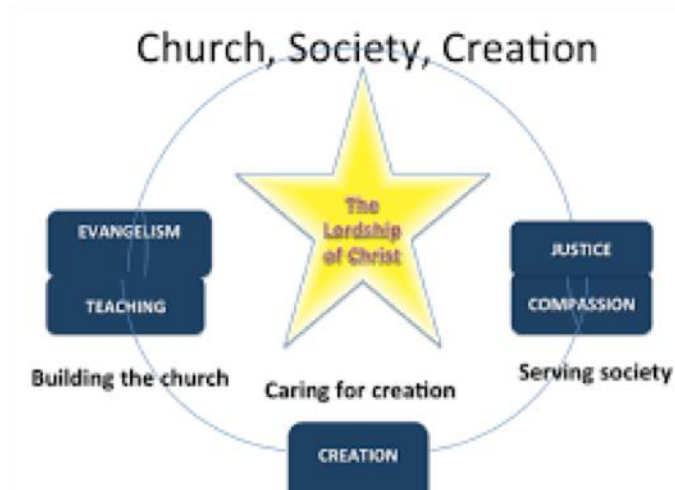 Church, Society, Creation
The
Lordship
of Christ
EVANGELISM
TEACHING
Building the church
JUSTICE
COMPASSION
Serving society
Caring for creation
CREATION